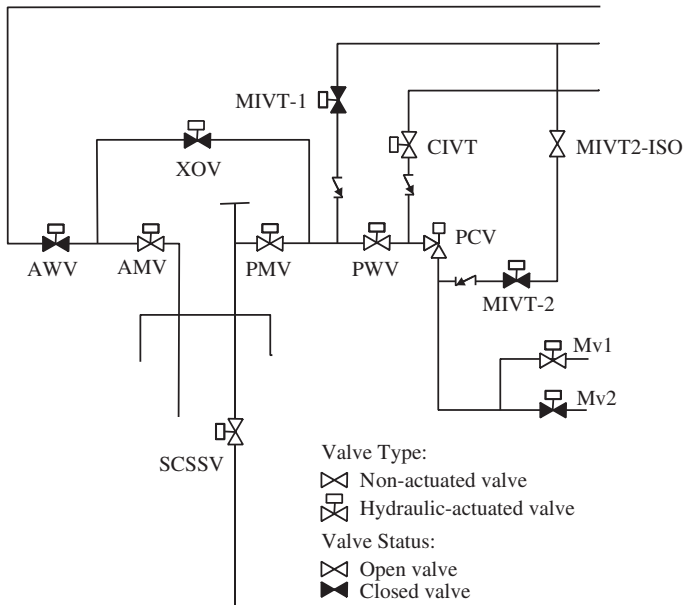 MIVT-1
CIVT
MIVT2-ISO
XOV
AWV
AMV
PMV
PWV
PCV
MIVT-2
Mv1
Mv2
SCSSV
Valve Type:
Non-actuated valve
Hydraulic-actuated valve
Valve Status:
Open valve
Closed valve